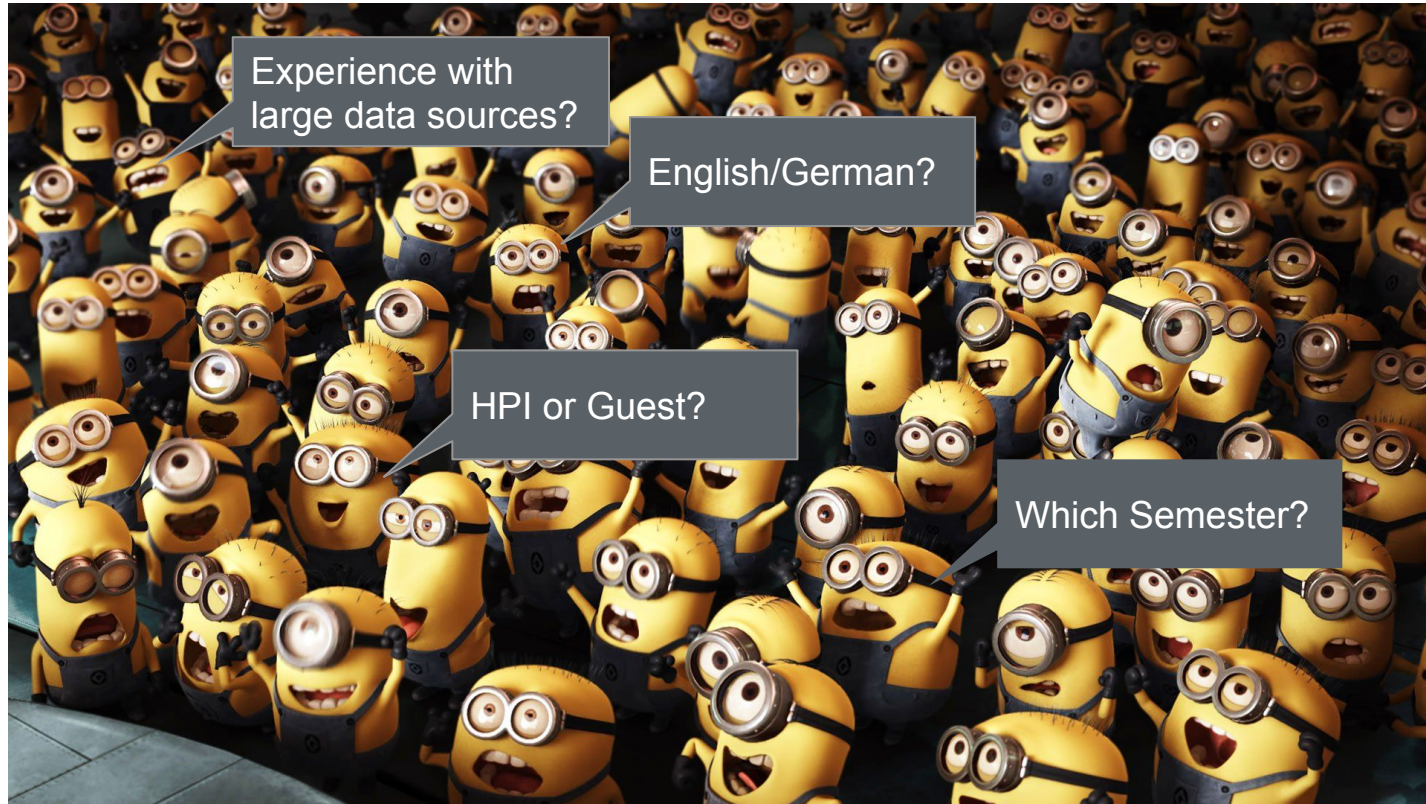 Experience with
large data sources?
English/German?
HPI or Guest?
Which Semester?